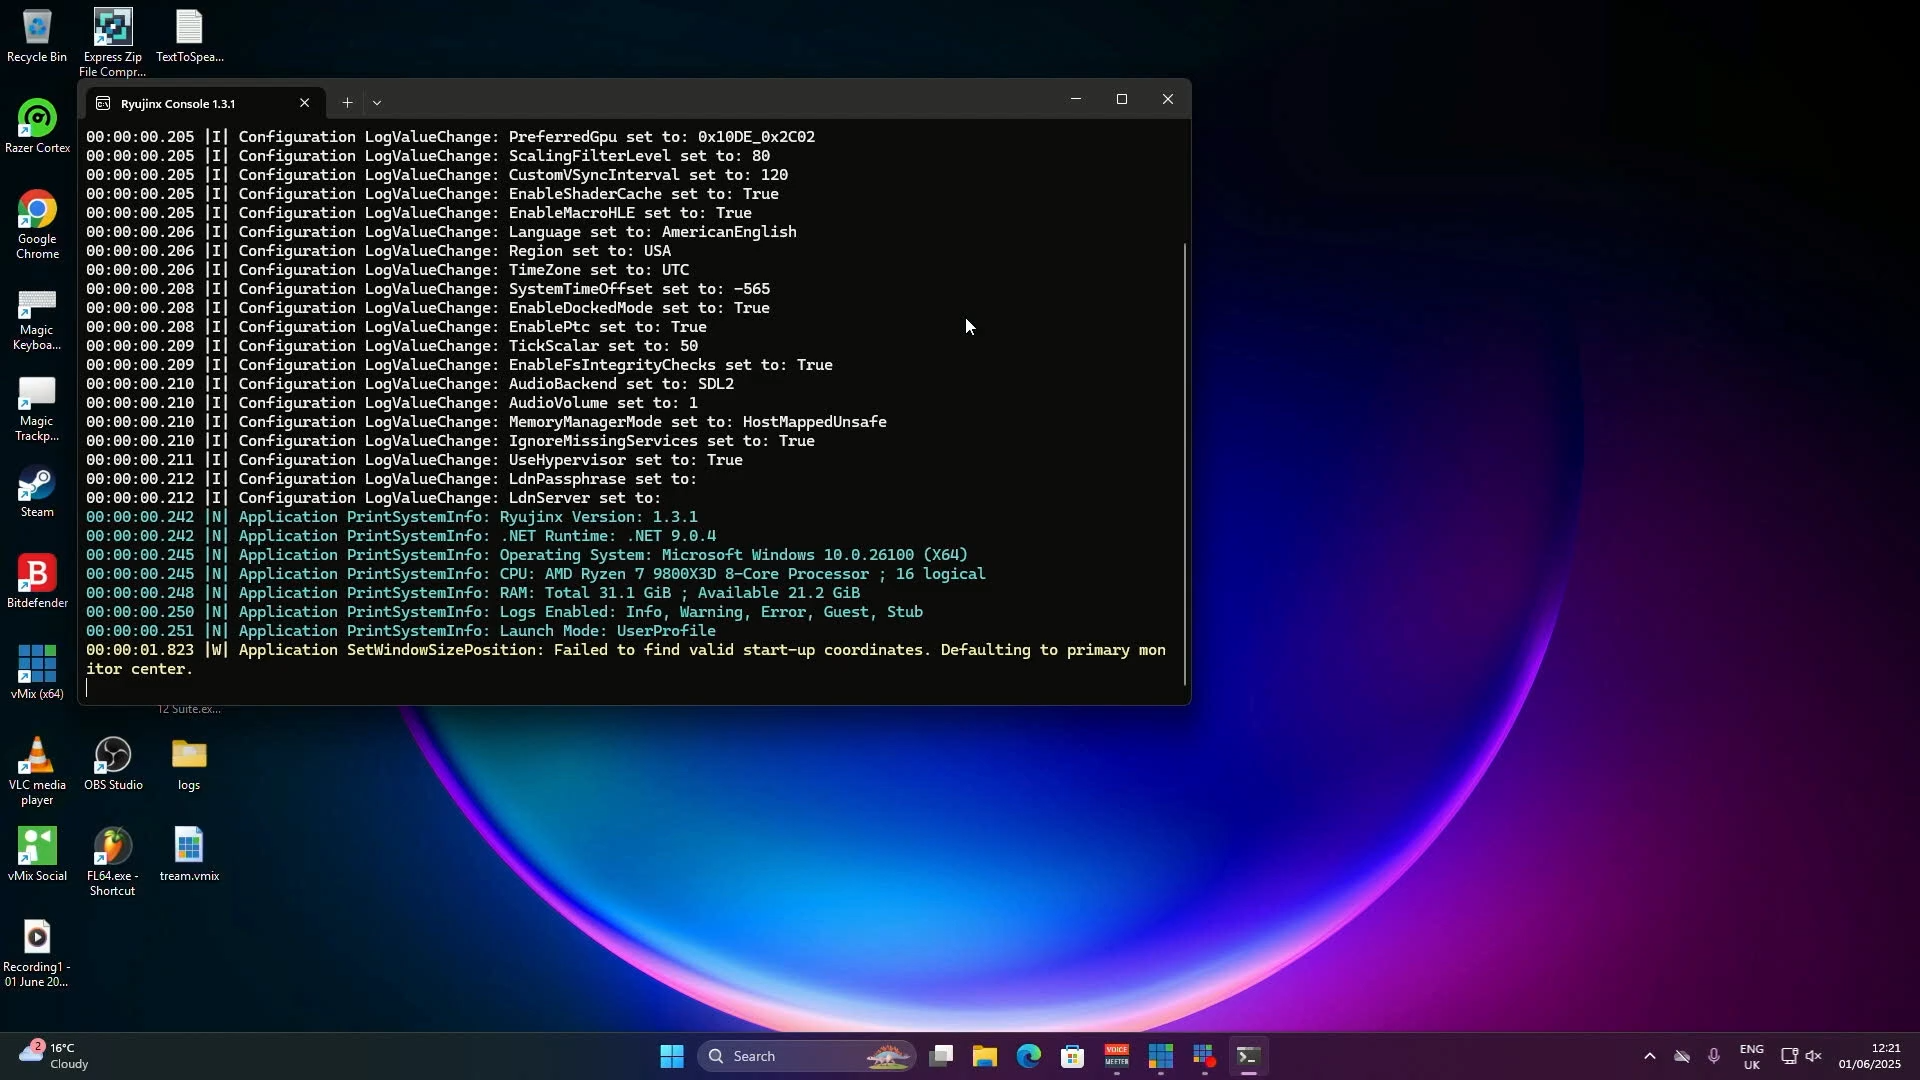 Recycle Bin
Express Zip
File Compr...
TextToSpea...
Razer Cortex
Google
Chrome
Magic
Keyboa...
Magic
Trackp...
Steam
Bitdefender
vMix (x64)
12 Suite.ex...
VLC media
player
OBS Studio
logs
vMix Social
FL64.exe -
Shortcut
tream.vmix
Recording1 -
01 June 20...
Ryujinx Console 1.3.1
00:00:00.205 |I| Configuration LogValueChange: PreferredGpu set to: 0x10DE_0x2C02
00:00:00.205 |I| Configuration LogValueChange: ScalingFilterLevel set to: 80
00:00:00.205 |I| Configuration LogValueChange: CustomVSyncInterval set to: 120
00:00:00.205 |I| Configuration LogValueChange: EnableShaderCache set to: True
00:00:00.205 |I| Configuration LogValueChange: EnableMacroHLE set to: True
00:00:00.206 |I| Configuration LogValueChange: Language set to: AmericanEnglish
00:00:00.206 |I| Configuration LogValueChange: Region set to: USA
00:00:00.206 |I| Configuration LogValueChange: TimeZone set to: UTC
00:00:00.208 |I| Configuration LogValueChange: SystemTimeOffset set to: -565
00:00:00.208 |I| Configuration LogValueChange: EnableDockedMode set to: True
00:00:00.208 |I| Configuration LogValueChange: EnablePtc set to: True
00:00:00.209 |I| Configuration LogValueChange: TickScalar set to: 50
00:00:00.209 |I| Configuration LogValueChange: EnableFsIntegrityChecks set to: True
00:00:00.210 |I| Configuration LogValueChange: AudioBackend set to: SDL2
00:00:00.210 |I| Configuration LogValueChange: AudioVolume set to: 1
00:00:00.210 |I| Configuration LogValueChange: MemoryManagerMode set to: HostMappedUnsafe
00:00:00.210 |I| Configuration LogValueChange: IgnoreMissingServices set to: True
00:00:00.211 |I| Configuration LogValueChange: UseHypervisor set to: True
00:00:00.212 |I| Configuration LogValueChange: LdnPassphrase set to:
00:00:00.212 |I| Configuration LogValueChange: LdnServer set to:
00:00:00.242 |N| Application PrintSystemInfo: Ryujinx Version: 1.3.1
00:00:00.242 |N| Application PrintSystemInfo: .NET Runtime: .NET 9.0.4
00:00:00.245 |N| Application PrintSystemInfo: Operating System: Microsoft Windows 10.0.26100 (X64)
00:00:00.245 |N| Application PrintSystemInfo: CPU: AMD Ryzen 7 9800X3D 8-Core Processor ; 16 logical
00:00:00.248 |N| Application PrintSystemInfo: RAM: Total 31.1 GiB ; Available 21.2 GiB
00:00:00.250 |N| Application PrintSystemInfo: Logs Enabled: Info, Warning, Error, Guest, Stub
00:00:00.251 |N| Application PrintSystemInfo: Launch Mode: UserProfile
00:00:01.823 |W| Application SetWindowSizePosition: Failed to find valid start-up coordinates. Defaulting to primary mon
itor center.
2
16°C
Cloudy
Search
VOICE
MEETER
ENG
UK
12:21
01/06/2025